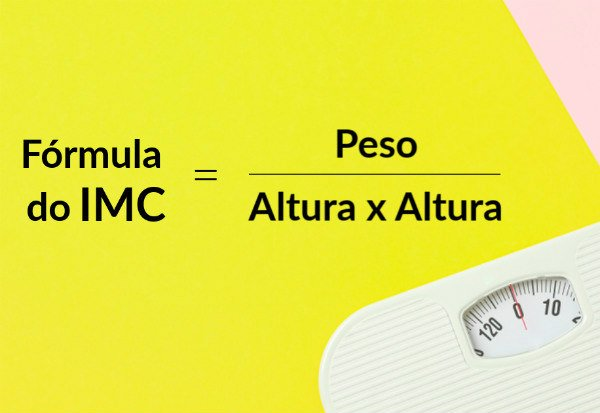 Fórmula
do IMC
=
Peso
Altura x Altura
120 0 10